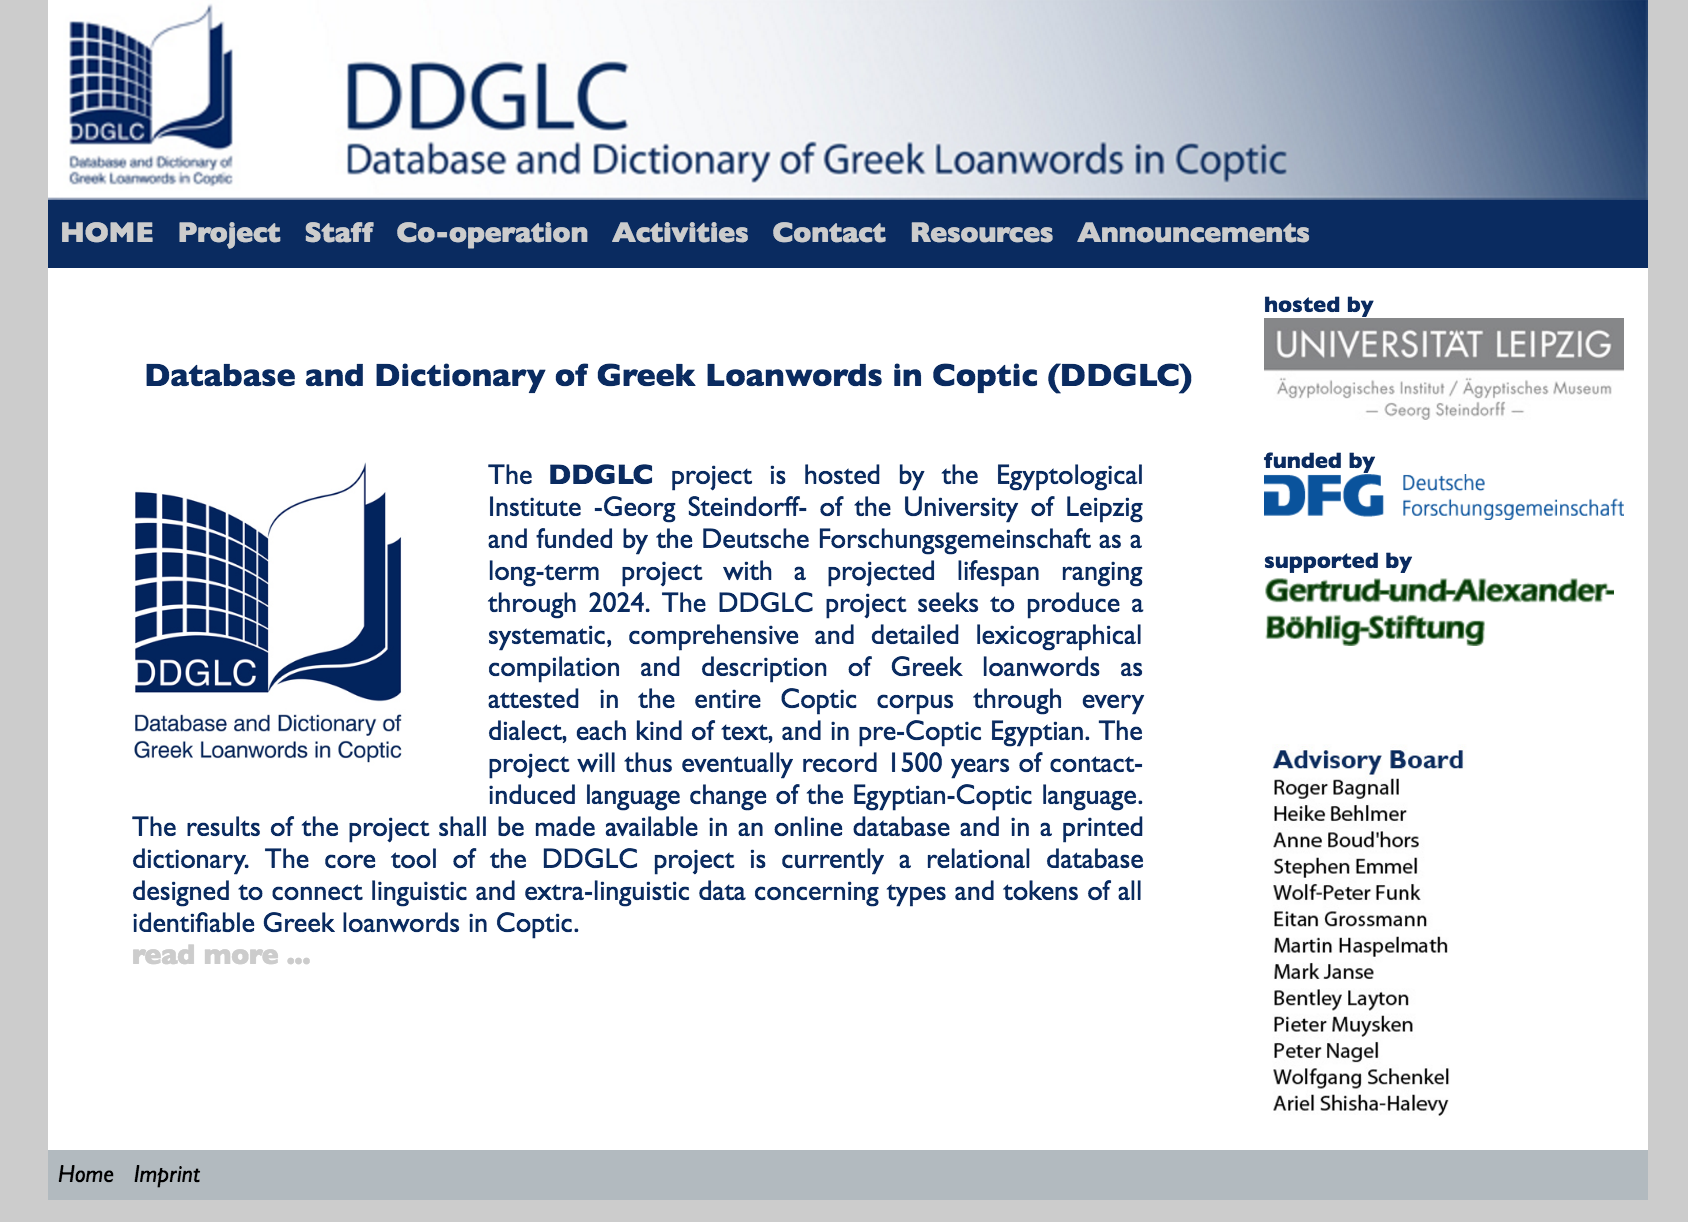 DDGLC
Database and Dictionary of
Greek Loanwords in Coptic
DDGLC
Database and Dictionary of Greek Loanwords in Coptic
HOME Project Staff Co-operation Activities Contact Resources Announcements
Database and Dictionary of Greek Loanwords in Coptic (DDGLC)
DDGLC
Database and Dictionary of
Greek Loanwords in Coptic
The DDGLC project is hosted by the Egyptological
Institute -Georg Steindorff- of the University of Leipzig
and funded by the Deutsche Forschungsgemeinschaft as a
long-term project with a projected lifespan ranging
through 2024. The DDGLC project seeks to produce a
systematic, comprehensive and detailed lexicographical
compilation and description of Greek loanwords as
attested in the entire Coptic corpus through every
dialect, each kind of text, and in pre-Coptic Egyptian. The
project will thus eventually record 1500 years of contact-
induced language change of the Egyptian-Coptic language.
The results of the project shall be made available in an online database and in a printed
dictionary. The core tool of the DDGLC project is currently a relational database
designed to connect linguistic and extra-linguistic data concerning types and tokens of all
identifiable Greek loanwords in Coptic.
read more ...
hosted by
UNIVERSITÄT LEIPZIG
Ägyptologisches Institut / Ägyptisches Museum
— Georg Steindorff —
funded by
DFG Deutsche
Forschungsgemeinschaft
supported by
Gertrud-und-Alexander-
Böhlig-Stiftung
Advisory Board
Roger Bagnall
Heike Behlmer
Anne Boud'hors
Stephen Emmel
Wolf-Peter Funk
Eitan Grossmann
Martin Haspelmath
Mark Janse
Bentley Layton
Pieter Muysken
Peter Nagel
Wolfgang Schenkel
Ariel Shisha-Halevy
Home Imprint